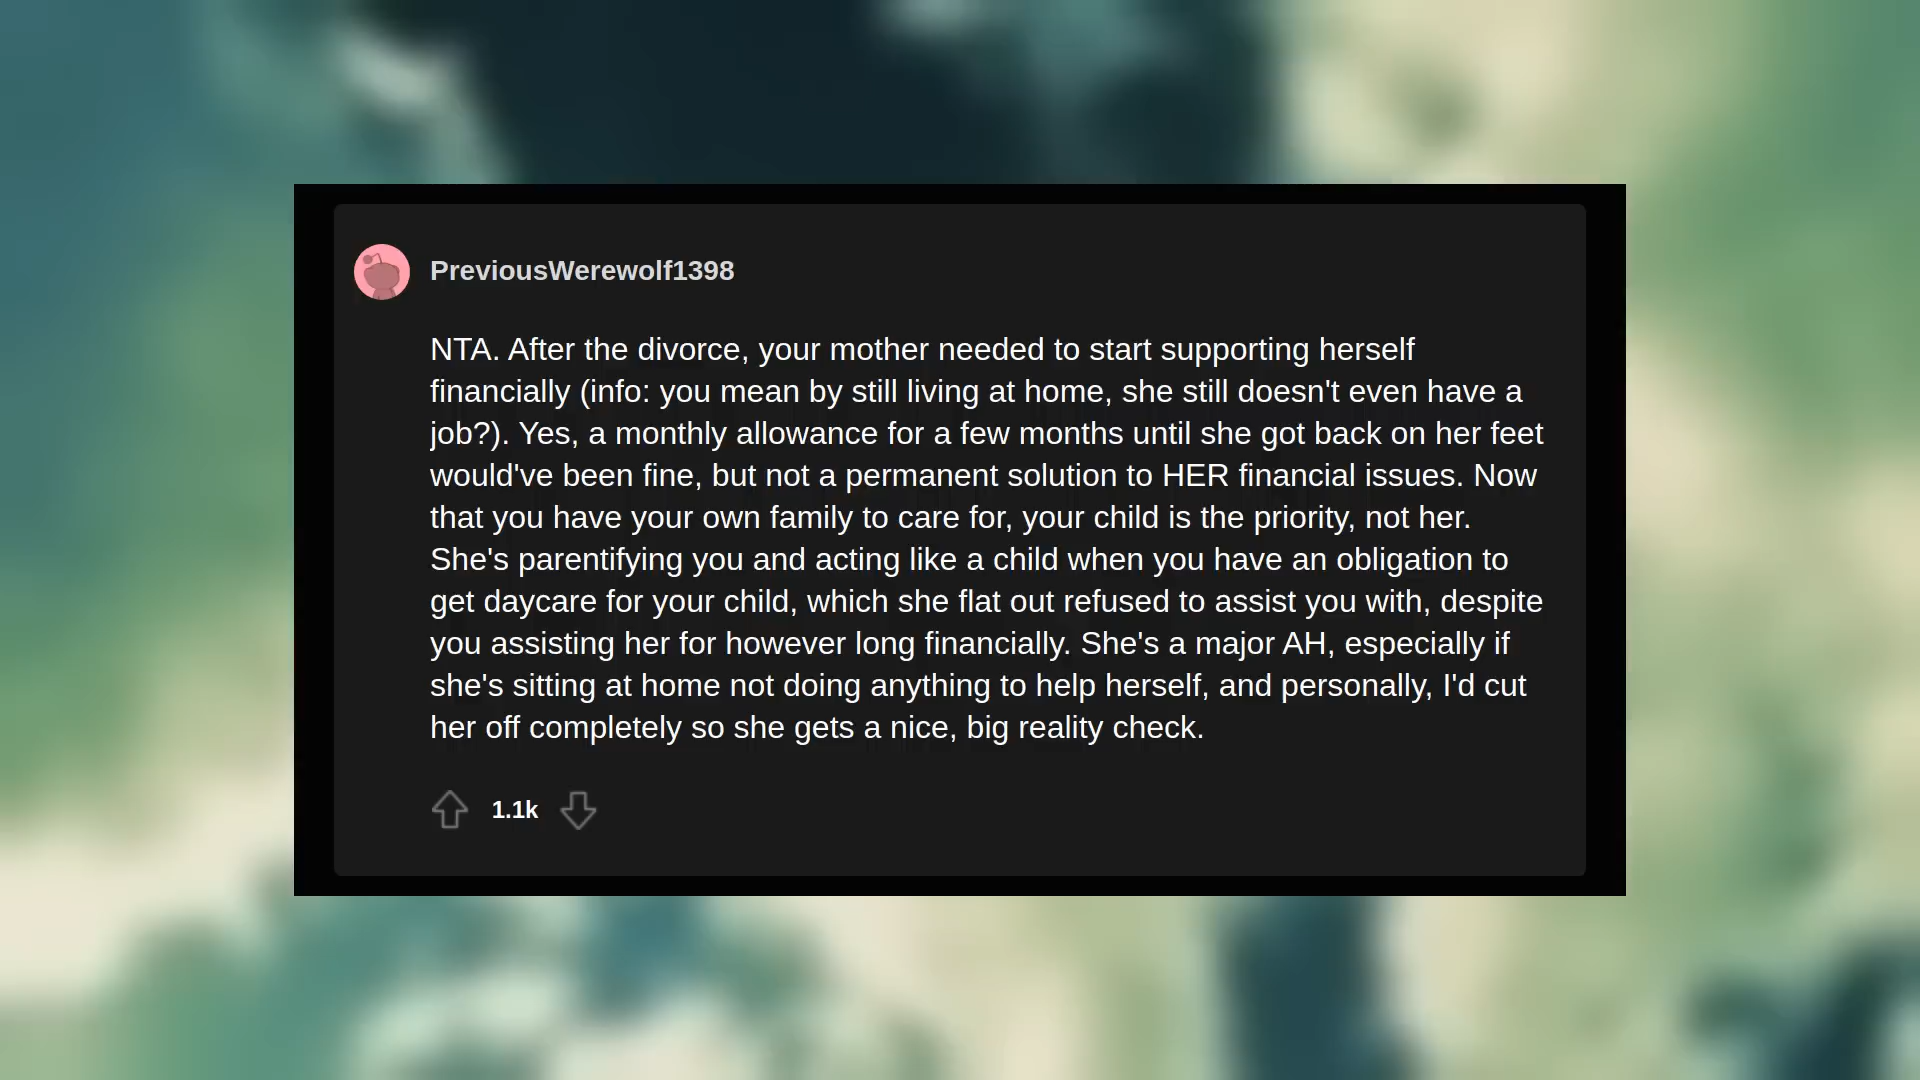 PreviousWerewolf1398
NTA. After the divorce, your mother needed to start supporting herself
financially (info: you mean by still living at home, she still doesn't even have a
job?). Yes, a monthly allowance for a few months until she got back on her feet
would've been fine, but not a permanent solution to HER financial issues. Now
that you have your own family to care for, your child is the priority, not her.
She's parentifying you and acting like a child when you have an obligation to
get daycare for your child, which she flat out refused to assist you with, despite
you assisting her for however long financially. She's a major AH, especially if
she's sitting at home not doing anything to help herself, and personally, I'd cut
her off completely so she gets a nice, big reality check.
1.1k